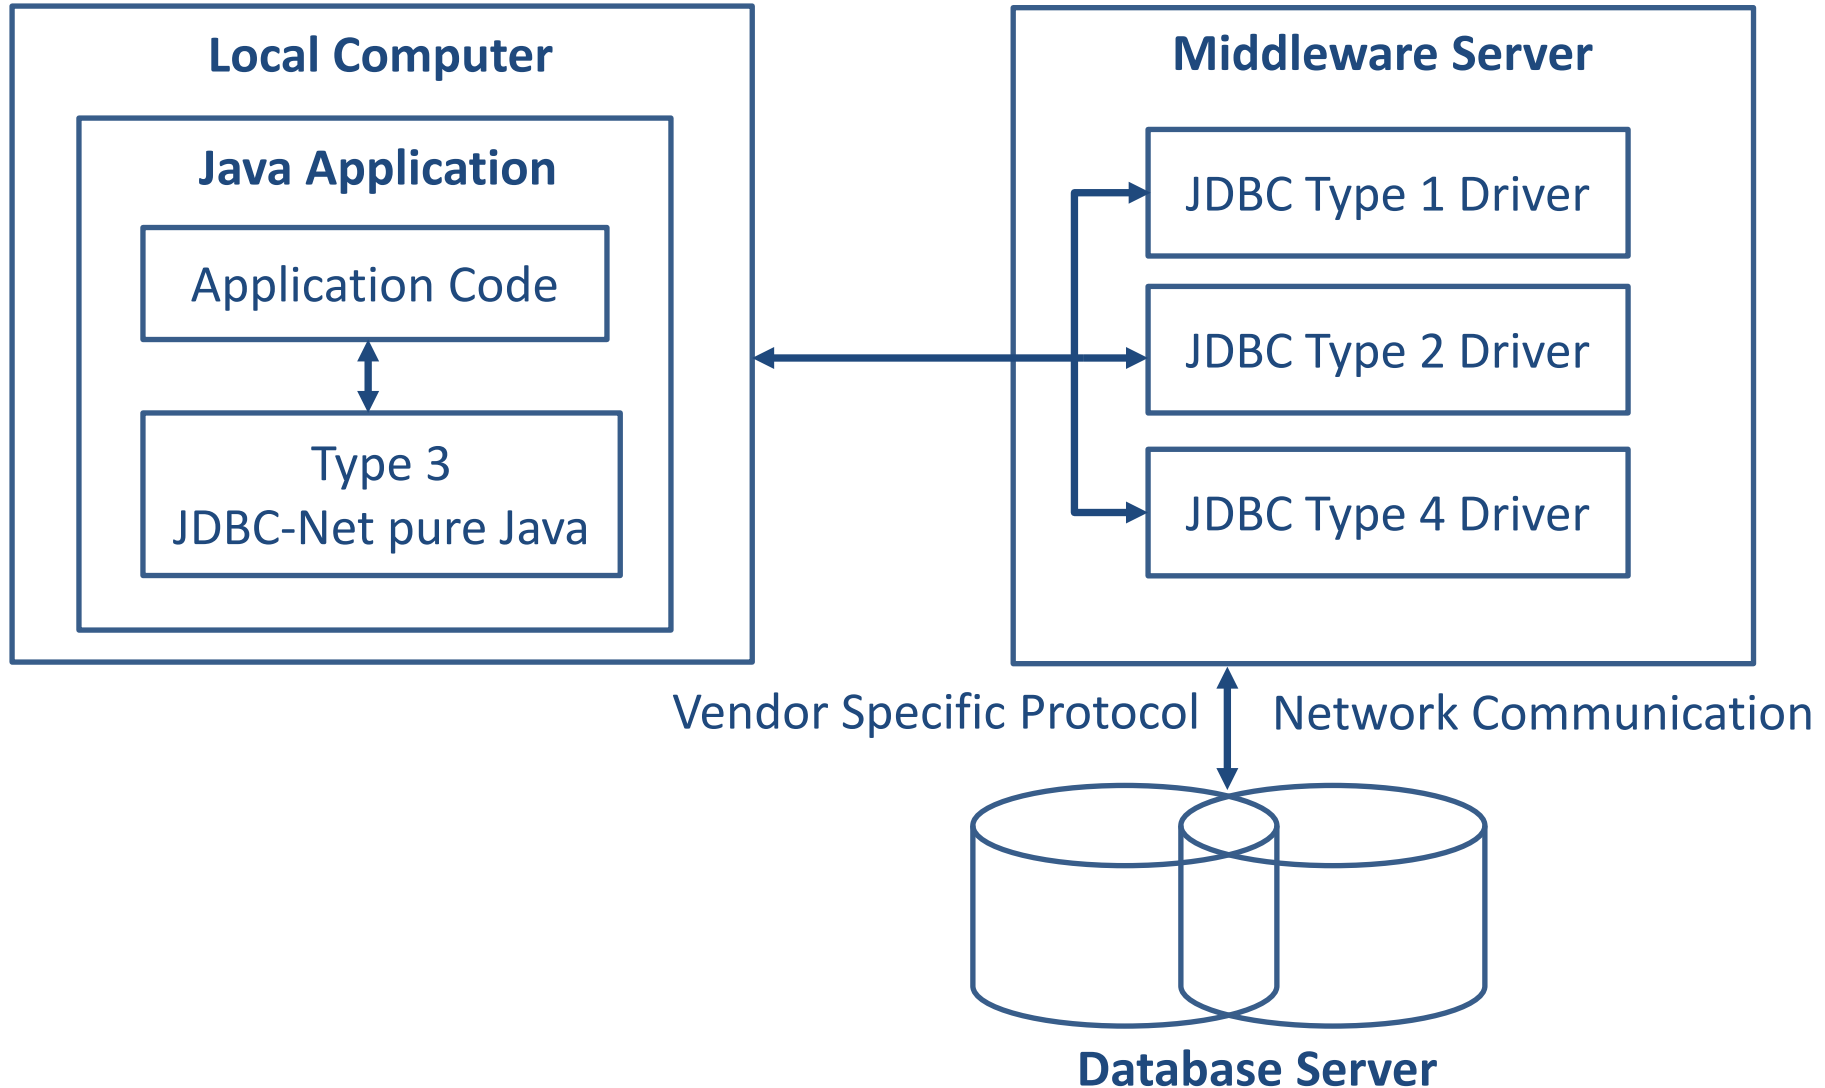 Local Computer
Java Application
Application Code
Type 3
JDBC-Net pure Java
Middleware Server
JDBC Type 1 Driver
JDBC Type 2 Driver
JDBC Type 4 Driver
Vendor Specific Protocol
Network Communication
Database Server